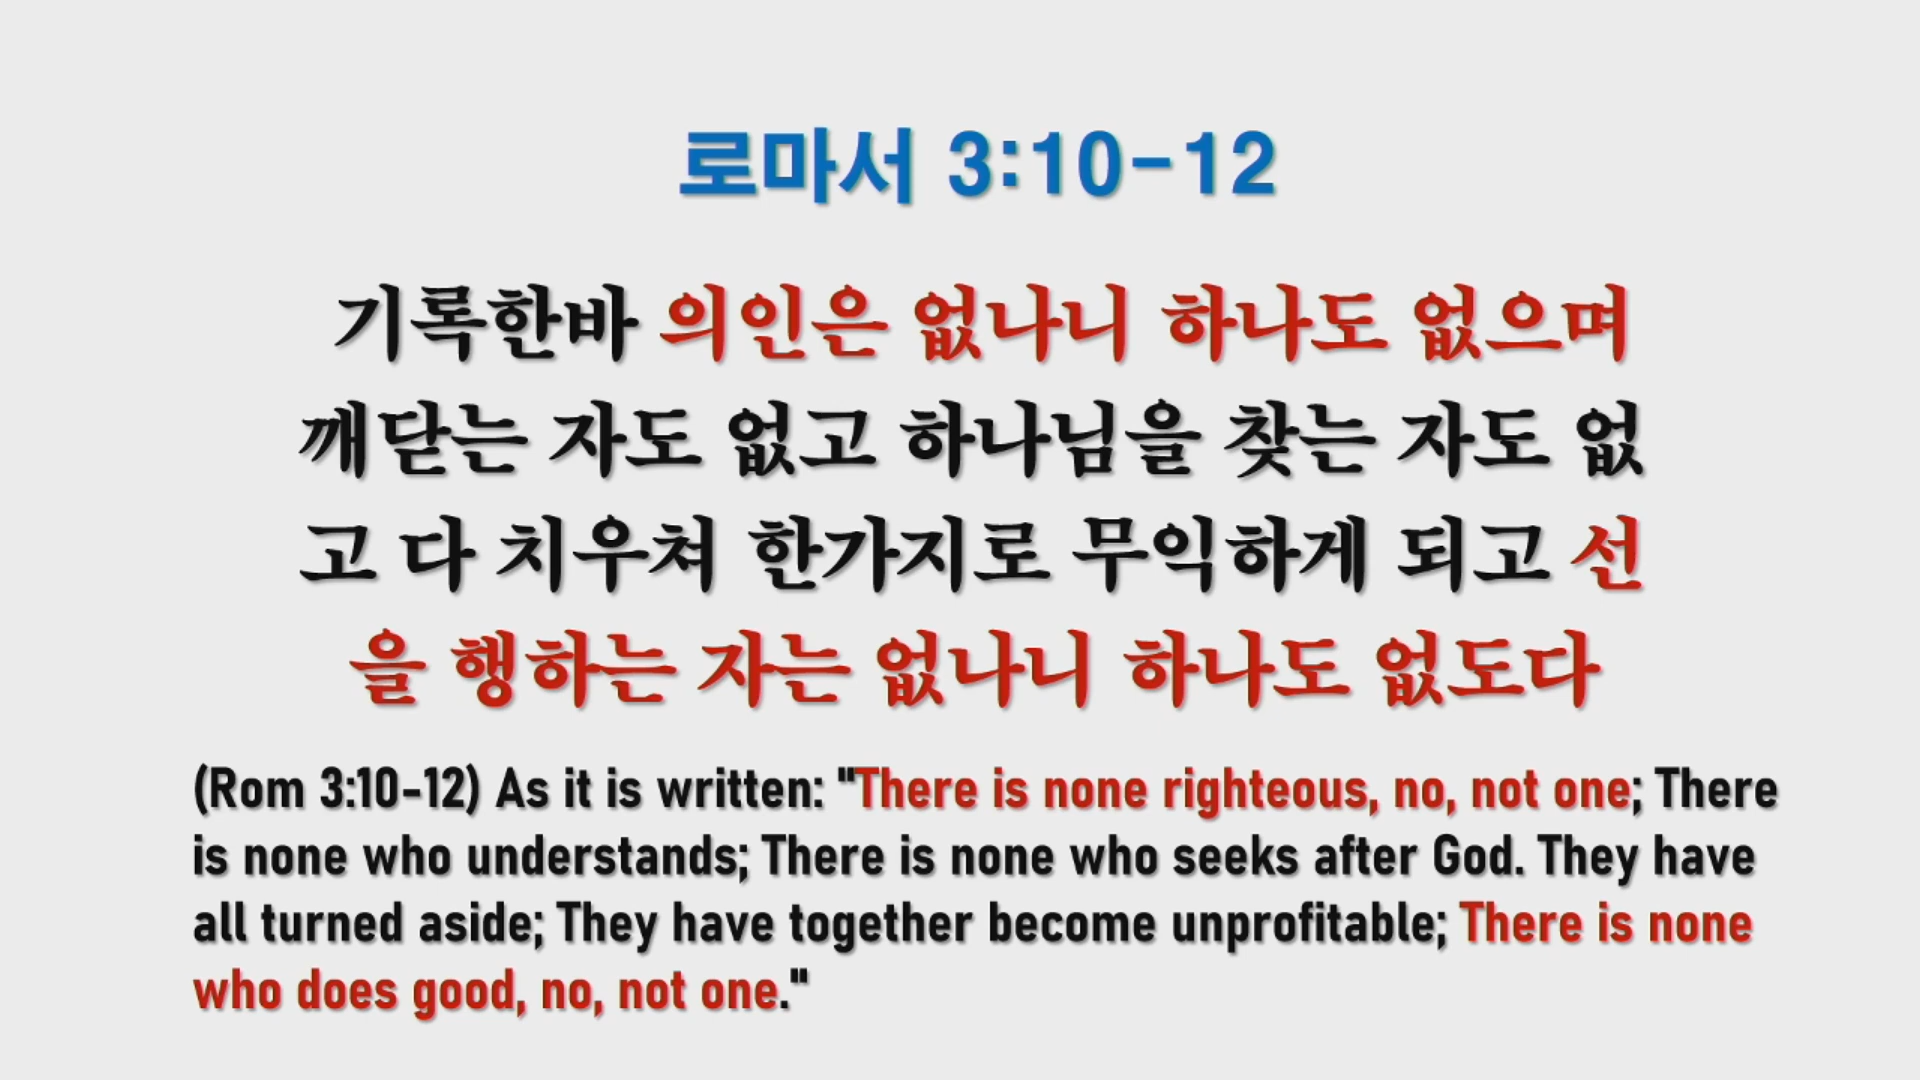 로마서 3:10-12
기록한바 의인은 없나니 하나도 없으며
깨닫는 자도 없고 하나님을 찾는 자도 없
고 다 치우쳐 한가지로 무익하게 되고 선
을 행하는 자는 없나니 하나도 없도다
(Rom 3:10-12) As it is written: "There is none righteous, no, not one; There
is none who understands; There is none who seeks after God. They have
all turned aside; They have together become unprofitable; There is none
who does good, no, not one."